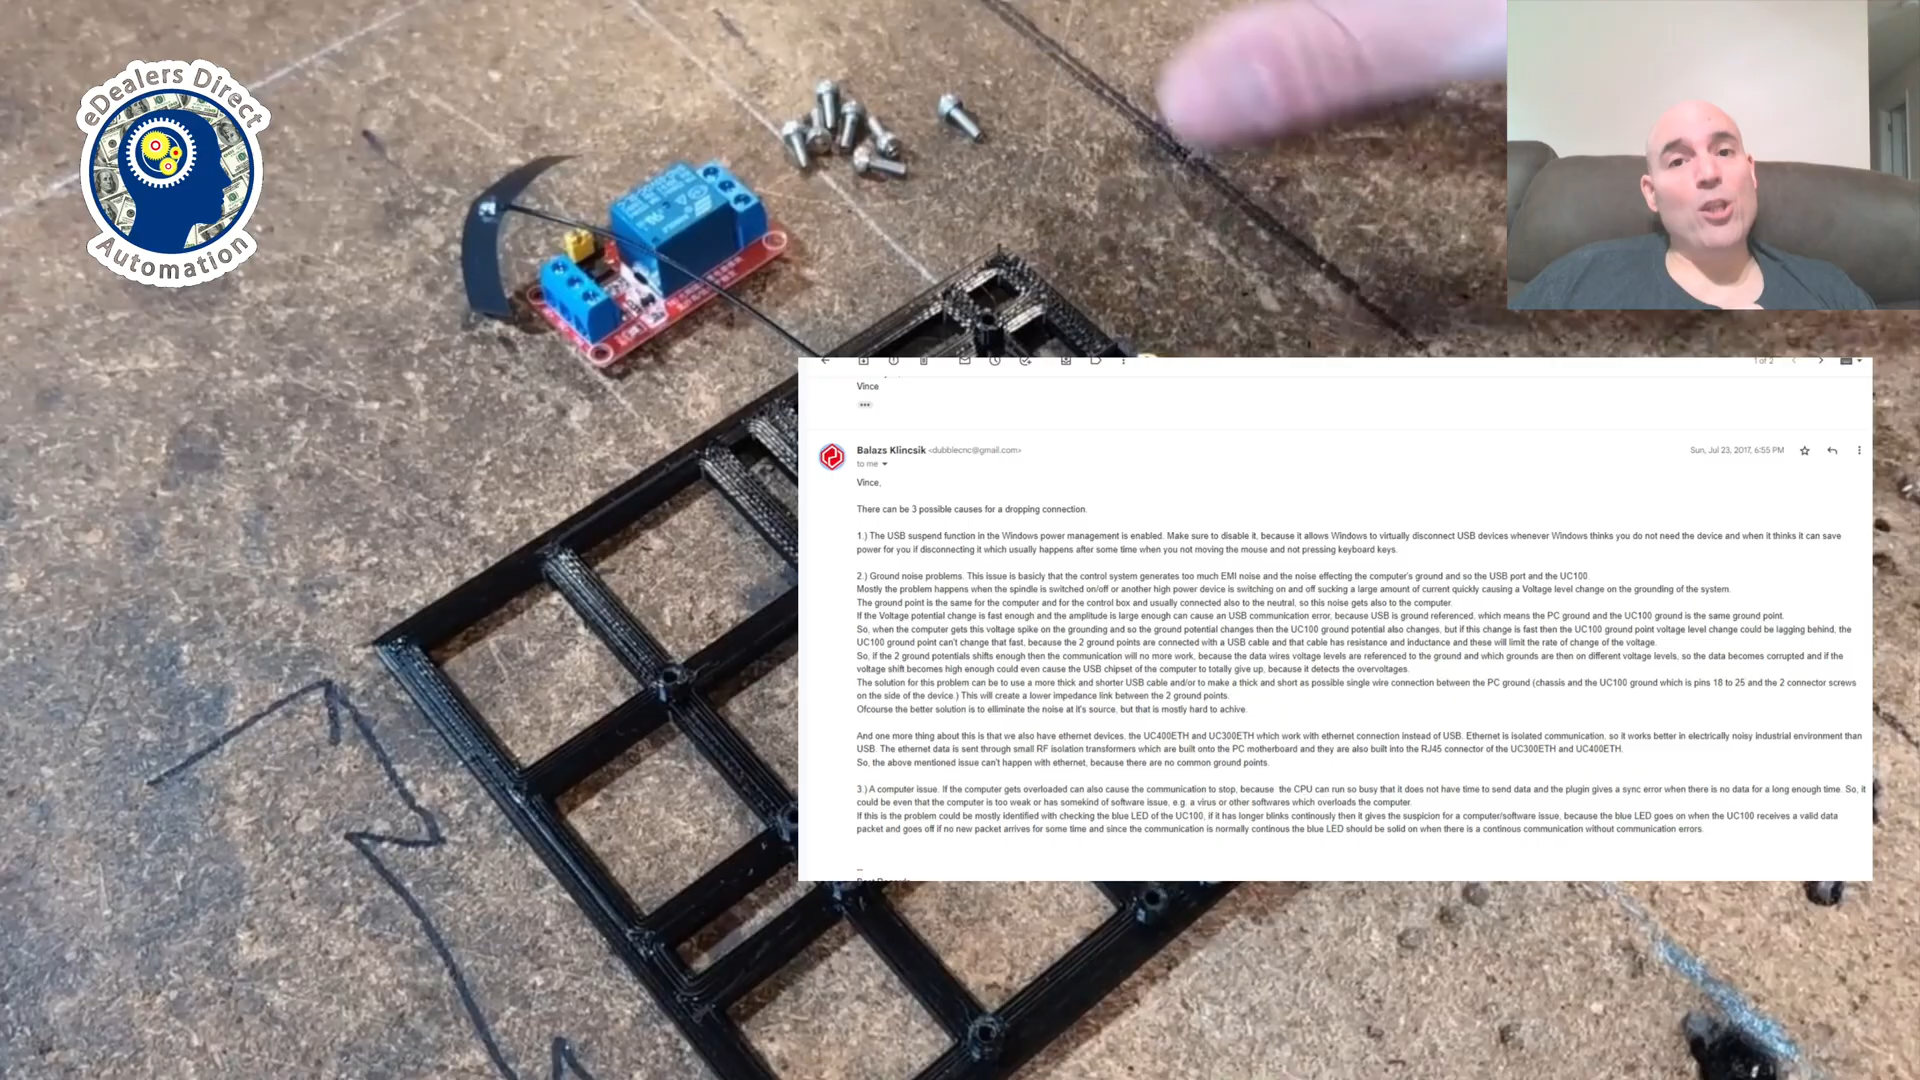 eDealers Direct
Automation
1 of 2
Vince
Balazs Klincsik <dubblecnc@gmail.com>
Sun, Jul 23, 2017, 6:55 PM
to me
Vince,
There can be 3 possible causes for a dropping connection.
1.) The USB suspend function in the Windows power management is enabled. Make sure to disable it, because it allows Windows to virtually disconnect USB devices whenever Windows thinks you do not need the device and when it thinks it can save
power for you if disconnecting it which usually happens after some time when you not moving the mouse and not pressing keyboard keys.
2.) Ground noise problems. This issue is basicly that the control system generates too much EMI noise and the noise effecting the computer's ground and so the USB port and the UC100.
Mostly the problem happens when the spindle is switched on/off or another high power device is switching on and off sucking a large amount of current quickly causing a Voltage level change on the grounding of the system.
The ground point is the same for the computer and for the control box and usually connected also to the neutral, so this noise gets also to the computer.
If the Voltage potential change is fast enough and the amplitude is large enough can cause an USB communication error, because USB is ground referenced, which means the PC ground and the UC100 ground is the same ground point.
So, when the computer gets this voltage spike on the grounding and so the ground potential changes then the UC100 ground potential also changes, but if this change is fast then the UC100 ground point voltage level change could be lagging behind, the
UC100 ground point can't change that fast, because the 2 ground points are connected with a USB cable and that cable has resistance and inductance and these will limit the rate of change of the voltage.
So, if the 2 ground potentials shifts enough then the communication will no more work, because the data wires voltage levels are referenced to the ground and which grounds are then on different voltage levels, so the data becomes corrupted and if the
voltage shift becomes high enough could even cause the USB chipset of the computer to totally give up, because it detects the overvoltages.
The solution for this problem can be to use a more thick and shorter USB cable and/or to make a thick and short as possible single wire connection between the PC ground (chassis and the UC100 ground which is pins 18 to 25 and the 2 connector screws
on the side of the device.) This will create a lower impedance link between the 2 ground points.
Ofcourse the better solution is to elliminate the noise at it's source, but that is mostly hard to achive.
And one more thing about this is that we also have ethernet devices, the UC400ETH and UC300ETH which work with ethernet connection instead of USB. Ethernet is isolated communication, so it works better in electrically noisy industrial environment than
USB. The ethernet data is sent through small RF isolation transformers which are built onto the PC motherboard and they are also built into the RJ45 connector of the UC300ETH and UC400ETH.
So, the above mentioned issue can't happen with ethernet, because there are no common ground points.
3.) A computer issue. If the computer gets overloaded can also cause the communication to stop, because the CPU can run so busy that it does not have time to send data and the plugin gives a sync error when there is no data for a long enough time. So, it
could be even that the computer is too weak or has somekind of software issue, e.g. a virus or other softwares which overloads the computer.
If this is the problem could be mostly identified with checking the blue LED of the UC100, if it has longer blinks continously then it gives the suspicion for a computer/software issue, because the blue LED goes on when the UC100 receives a valid data
packet and goes off if no new packet arrives for some time and since the communication is normally continous the blue LED should be solid on when there is a continous communication without communication errors.
--